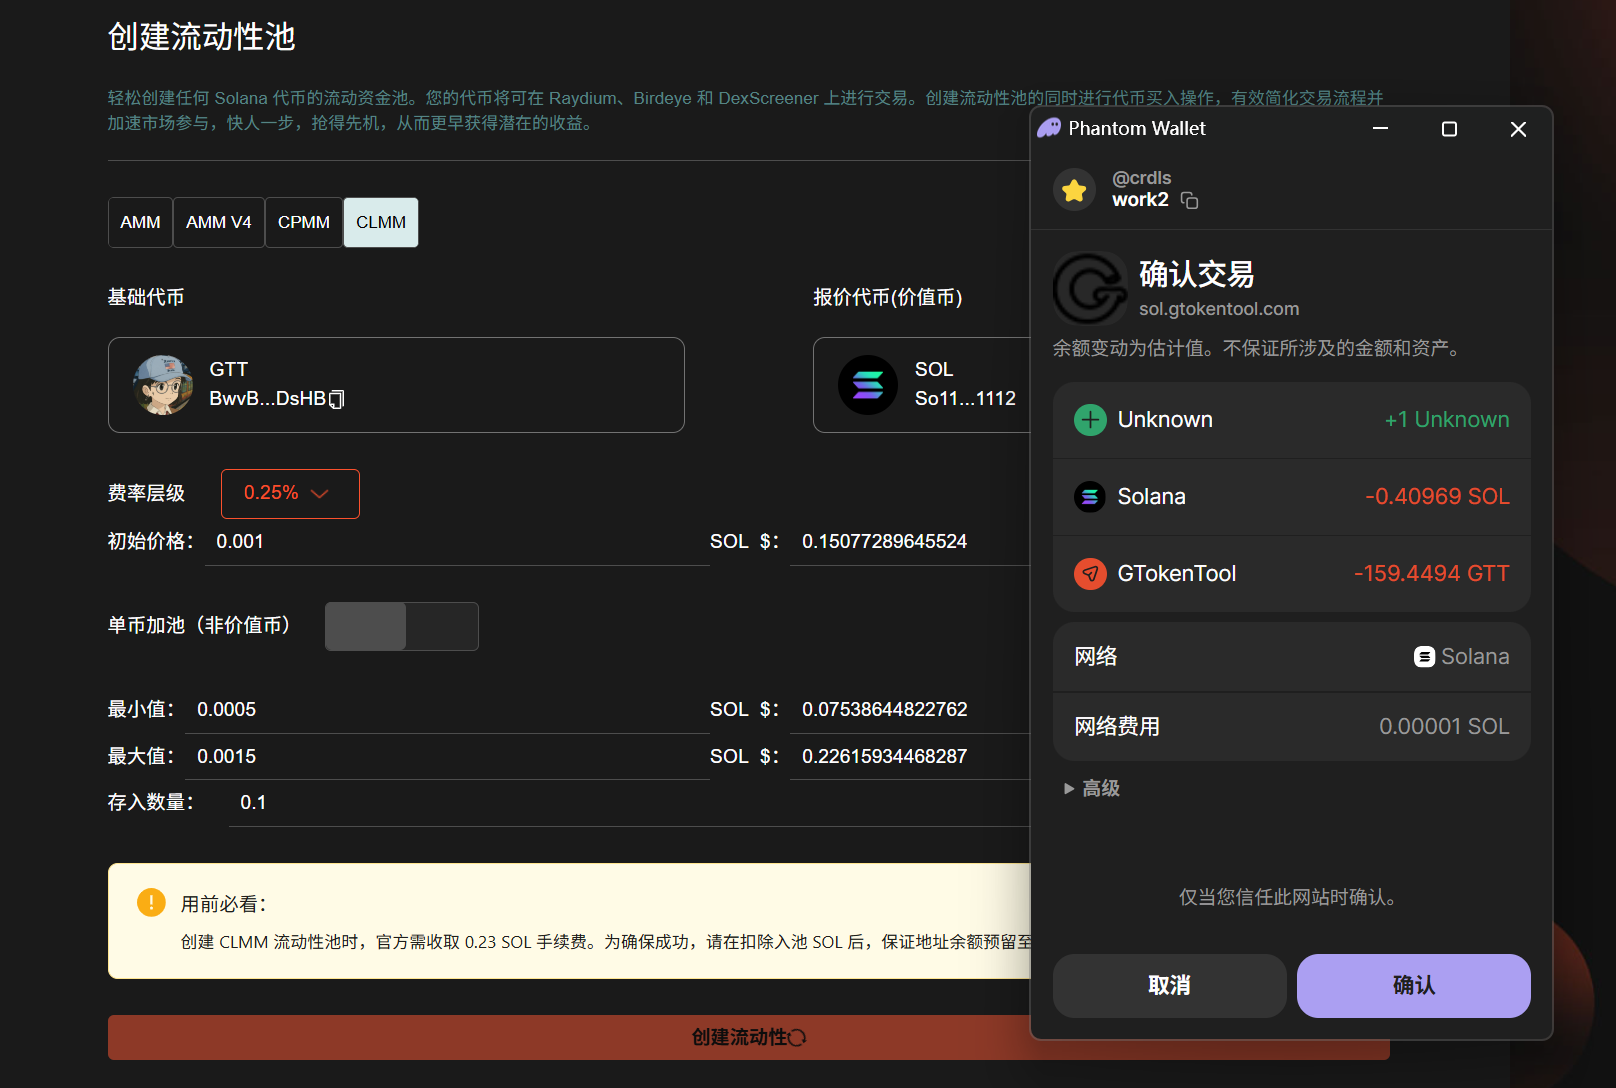 创建流动性池
轻松创建任何 Solana 代币的流动资金池。您的代币将可在 Raydium、Birdeye 和 DexScreener 上进行交易。创建流动性池的同时进行代币买入操作，有效简化交易流程并
加速市场参与，快人一步，抢得先机，从而更早获得潜在的收益。
AMM AMM V4 CPMM CLMM
基础代币 报价代币(价值币)
GTT
BwvB...DsHB
SOL
So11...1112
费率层级 0.25%
初始价格： 0.001 SOL $： 0.15077289645524
单币加池（非价值币）
最小值： 0.0005 SOL $： 0.07538644822762
最大值： 0.0015 SOL $： 0.22615934468287
存入数量： 0.1
用前必看：
创建 CLMM 流动性池时，官方需收取 0.23 SOL 手续费。为确保成功，请在扣除入池 SOL 后，保证地址余额预留至
创建流动性
Phantom Wallet
@crdls
work2
确认交易
sol.gtokentool.com
余额变动为估计值。不保证所涉及的金额和资产。
Unknown +1 Unknown
Solana -0.40969 SOL
GTokenTool -159.4494 GTT
网络 Solana
网络费用 0.00001 SOL
高级
仅当您信任此网站时确认。
取消 确认